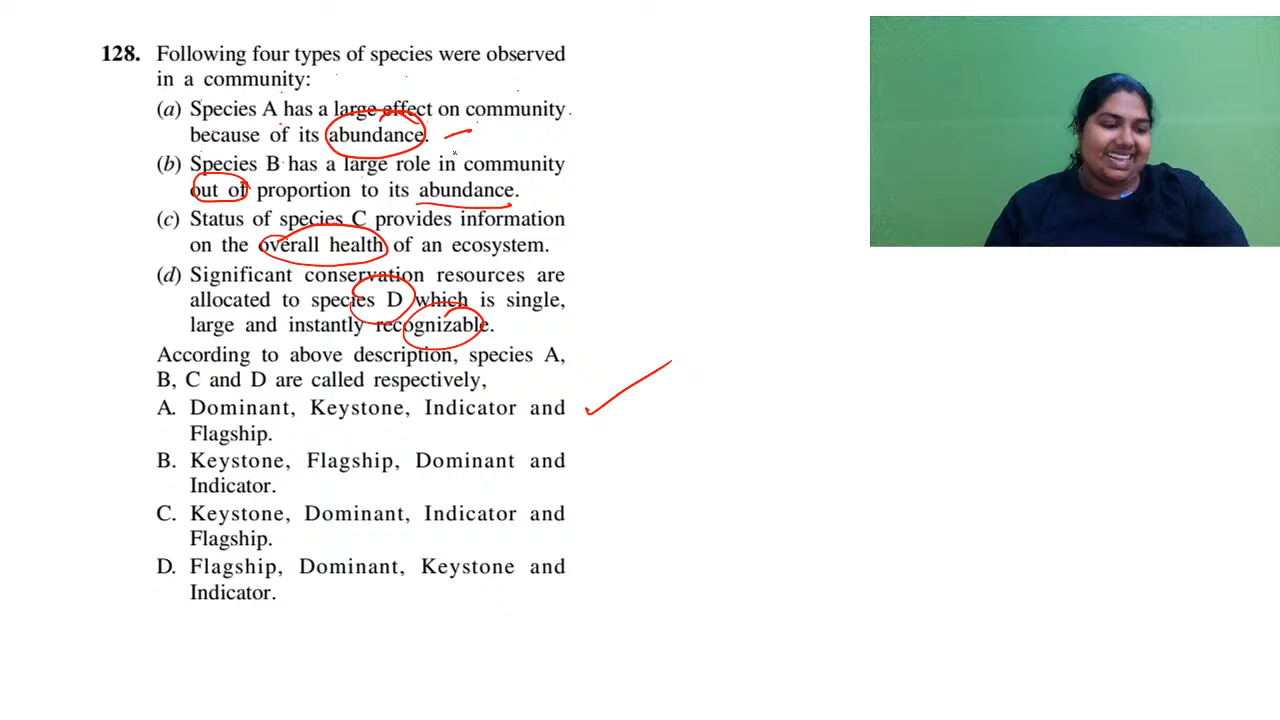 128. Following four types of species were observed
in a community:
(a) Species A has a large effect on community
because of its abundance.
(b) Species B has a large role in community
out of proportion to its abundance.
(c) Status of species C provides information
on the overall health of an ecosystem.
(d) Significant conservation resources are
allocated to species D which is single,
large and instantly recognizable.
According to above description, species A,
B, C and D are called respectively,
A. Dominant, Keystone, Indicator and
Flagship.
B. Keystone, Flagship, Dominant and
Indicator.
C. Keystone, Dominant, Indicator and
Flagship.
D. Flagship, Dominant, Keystone and
Indicator.